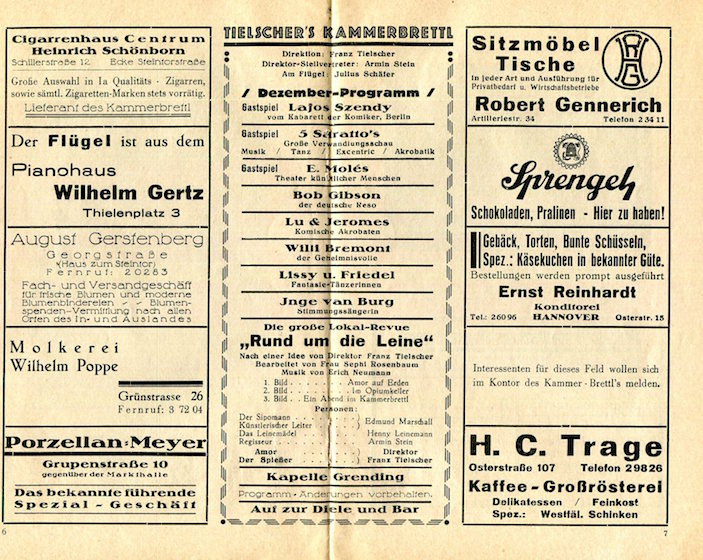 Cigarrenhaus Centrum
Heinrich Schönborn
Schillerstraße 12 Ecke Steintorstraße
Große Auswahl in Ia Qualitäts - Zigarren,
sowie sämtl. Zigaretten-Marken stets vorrätig.
Lieferant des Kammerbrettl
Der Flügel ist aus dem
Pianohaus
Wilhelm Gertz
Thielenplatz 3
August Gerstenberg
Georgstraße
(Haus zum Steintor)
Fernruf: 20283
Fach- und Versandgeschäft
für frische Blumen und moderne
Blumenbindereien - - Blumen-
spenden-Vermittlung nach allen
Orten des In- und Auslandes
Molkerei
Wilhelm Poppe
Grünstrasse 26
Fernruf: 3 72 04
Porzellan-Meyer
Grupenstraße 10
gegenüber der Markthalle
Das bekannte führende
Spezial - Geschäft
6
TIELSCHER'S KAMMERBRETTL
Direktion: Franz Tielscher
Direktor-Stellvertreter: Armin Stein
Am Flügel: Julius Schäfer
/ Dezember-Programm /
Gastspiel Lajos Szendy
vom Kabarett der Komiker, Berlin
Gastspiel 5 Saratto's
Große Verwandlungsschau
Musik / Tanz / Excentric / Akrobatik
Gastspiel E. Molés
Theater künstlicher Menschen
Bob Gibson
der deutsche Reso
Lu & Jeromes
Komische Akrobaten
Willi Bremont
der Geheimnisvolle
Lissy u. Friedel
Fantasie-Tänzerinnen
Jnge van Burg
Stimmungssängerin
Die große Lokal-Revue
„Rund um die Leine“
Nach einer Idee von Direktor Franz Tielscher
Bearbeitet von Frau Sephi Rosenbaum
Musik von Erich Neumann
1. Bild . . . . . . . Amor auf Erden
2. Bild . . . . . . . Im Opiumkeller
3. Bild . . Ein Abend im Kammerbrettl
Personen:
Der Sipomann . . . . . . }
Künstlerischer Leiter . . . . } Edmund Marschall
Das Leinemädel . . . . . . Henny Leinemann
Regisseur . . . . . . . Armin Stein
Amor . . . . . } Direktor
Der Spießer . . . . } Franz Tielscher
Kapelle Grending
Programm-Änderungen vorbehalten.
Auf zur Diele und Bar
Sitzmöbel
Tische
RG
in jeder Art und Ausführung für
Privatbedarf u. Wirtschaftsbetriebe
Robert Gennerich
Artilleriestr. 34 Telefon 2 34 11
Sprengel
Schokoladen, Pralinen - Hier zu haben!
Gebäck, Torten, Bunte Schüsseln,
Spez.: Käsekuchen in bekannter Güte.
Bestellungen werden prompt ausgeführt
Ernst Reinhardt
Konditorei
Tel.: 26096 HANNOVER Osterstr. 15
Interessenten für dieses Feld wollen sich
im Kontor des Kammer-Brettl's melden.
H. C. Trage
Osterstraße 107 Telefon 29826
Kaffee - Großrösterei
Delikatessen / Feinkost
Spez.: Westfäl. Schinken
7